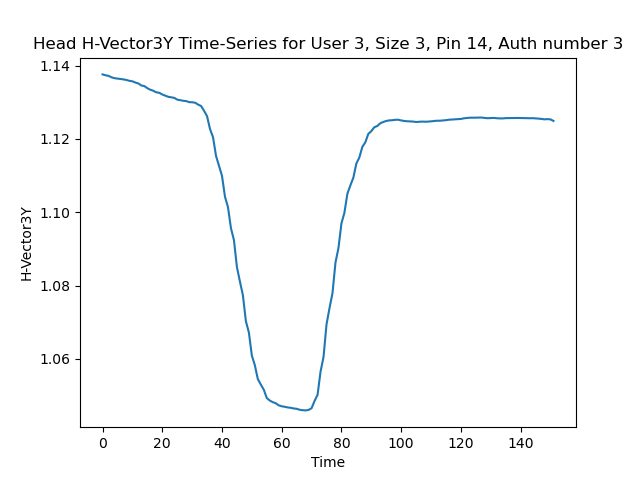 Head H-Vector3Y Time-Series for User 3, Size 3, Pin 14, Auth number 3
1.14
1.12
1.10
1.08
1.06
H-Vector3Y
0 20 40 60 80 100 120 140
Time